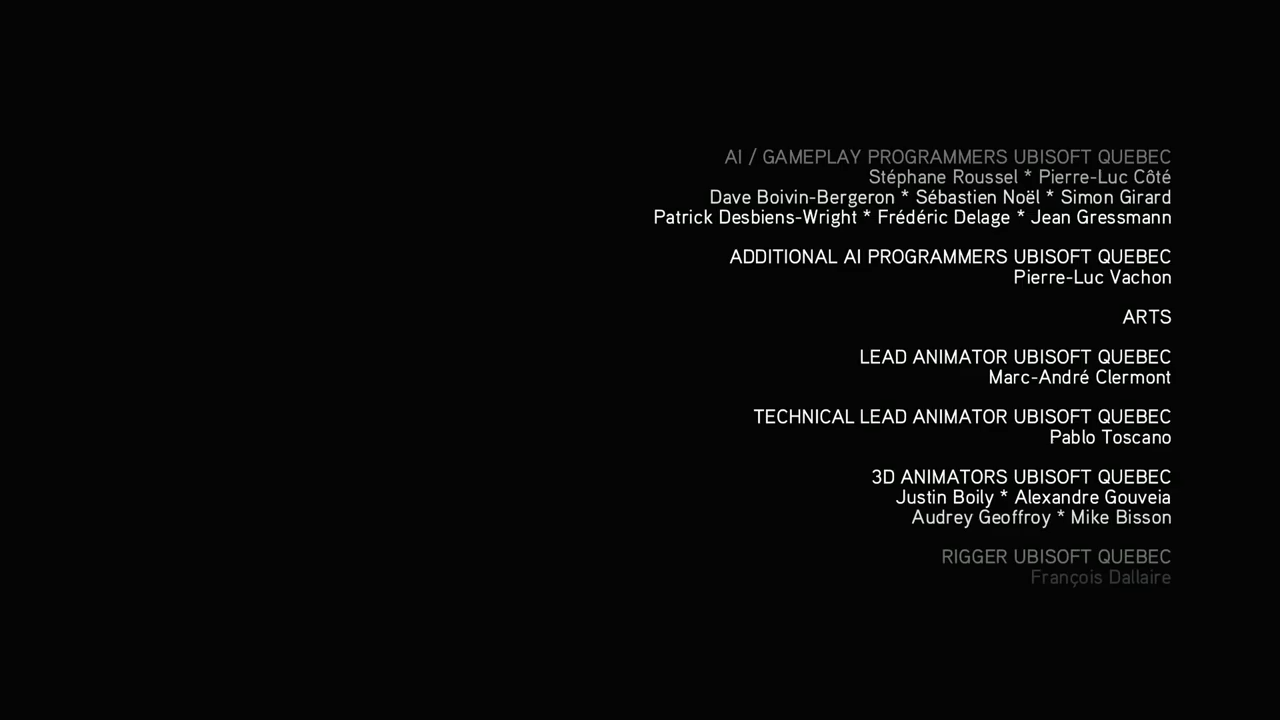 AI / GAMEPLAY PROGRAMMERS UBISOFT QUEBEC
Stéphane Roussel * Pierre-Luc Côté
Dave Boivin-Bergeron * Sébastien Noël * Simon Girard
Patrick Desbiens-Wright * Frédéric Delage * Jean Gressmann
ADDITIONAL AI PROGRAMMERS UBISOFT QUEBEC
Pierre-Luc Vachon
ARTS
LEAD ANIMATOR UBISOFT QUEBEC
Marc-André Clermont
TECHNICAL LEAD ANIMATOR UBISOFT QUEBEC
Pablo Toscano
3D ANIMATORS UBISOFT QUEBEC
Justin Boily * Alexandre Gouveia
Audrey Geoffroy * Mike Bisson
RIGGER UBISOFT QUEBEC
François Dallaire